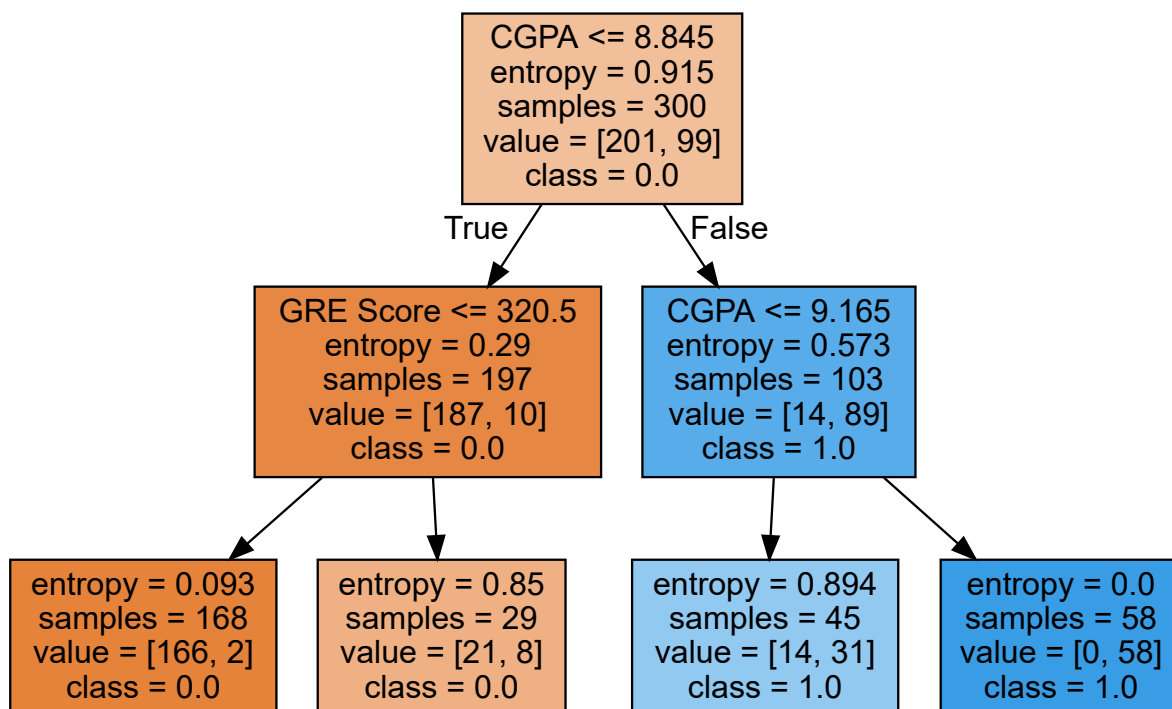 CGPA <= 8.845
entropy = 0.915
samples = 300
value = [201, 99]
class = 0.0
True
False
GRE Score <= 320.5
entropy = 0.29
samples = 197
value = [187, 10]
class = 0.0
CGPA <= 9.165
entropy = 0.573
samples = 103
value = [14, 89]
class = 1.0
entropy = 0.093
samples = 168
value = [166, 2]
class = 0.0
entropy = 0.85
samples = 29
value = [21, 8]
class = 0.0
entropy = 0.894
samples = 45
value = [14, 31]
class = 1.0
entropy = 0.0
samples = 58
value = [0, 58]
class = 1.0